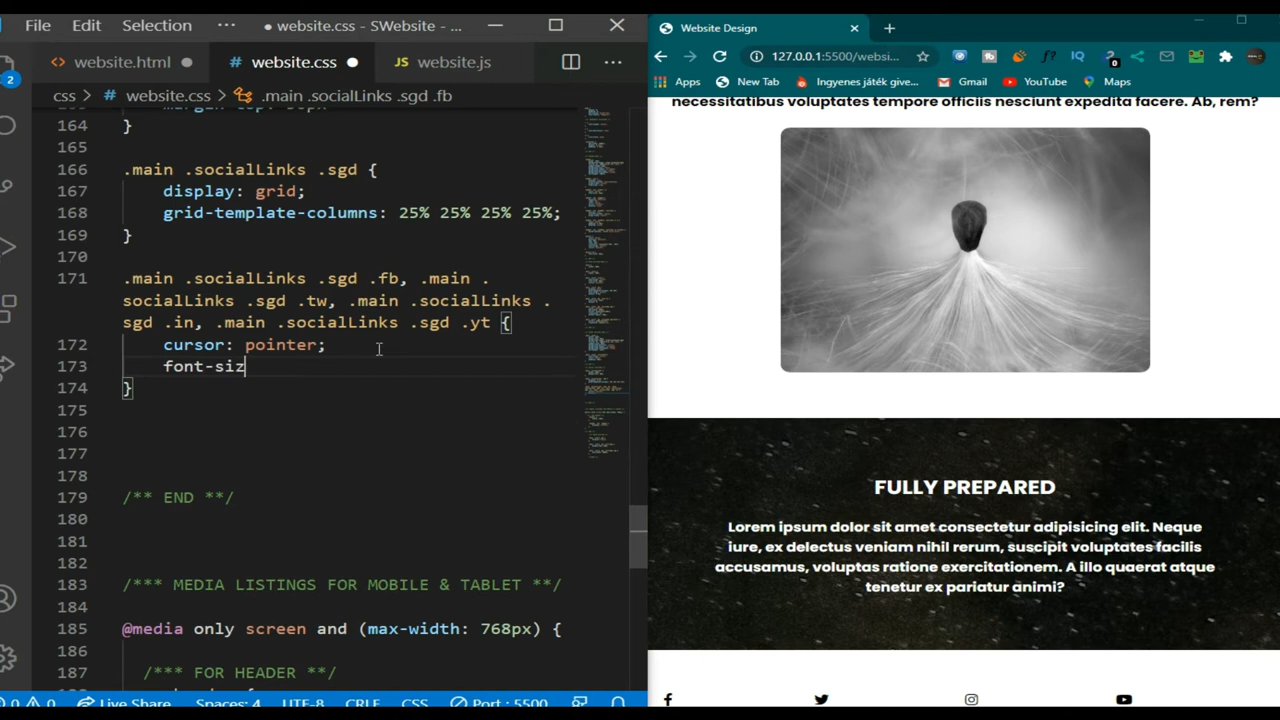 File Edit Selection ··· ● website.css - SWebsite - ...
<> website.html ● # website.css ● JS website.js ···
css > # website.css > .main .socialLinks .sgd .fb
2
164 }
165
166 .main .socialLinks .sgd {
167 display: grid;
168 grid-template-columns: 25% 25% 25% 25%;
169 }
170
171 .main .socialLinks .sgd .fb, .main .
socialLinks .sgd .tw, .main .socialLinks .
sgd .in, .main .socialLinks .sgd .yt {
172 cursor: pointer;
173 font-siz
174 }
175
176
177
178
179 /** END **/
180
181
182
183 /*** MEDIA LISTINGS FOR MOBILE & TABLET **/
184
185 @media only screen and (max-width: 768px) {
186
187 /*** FOR HEADER **/
0 0 Live Share Spaces: 4 UTF-8 CRLF CSS Port : 5500
Website Design
127.0.0.1:5500/websi...
f? IQ 0
Apps New Tab Ingyenes játék give... Gmail YouTube Maps
necessitatibus voluptates tempore officiis nesciunt expedita facere. Ab, rem?
FULLY PREPARED
Lorem ipsum dolor sit amet consectetur adipisicing elit. Neque
iure, ex delectus veniam nihil rerum, suscipit voluptates facilis
accusamus, voluptas ratione exercitationem. A illo quaerat atque
tenetur ex pariatur animi?